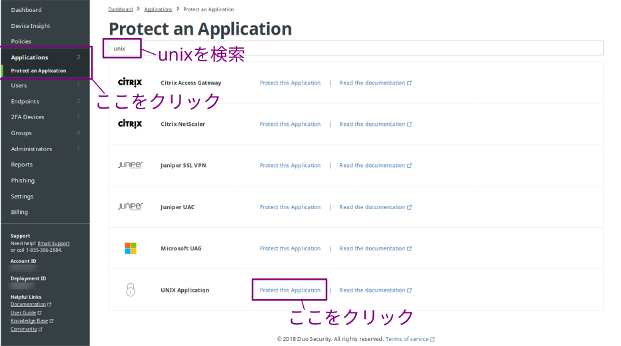 Dashboard
Device Insight
Policies
Applications 2
Protect an Application
Users 1
Endpoints
2FA Devices 1
Groups 0
Administrators 1
Reports
Phishing
Settings
Billing
Support
Need help? Email Support
or call 1-855-386-2884.
Account ID
Deployment ID
Helpful Links
Documentation
User Guide
Knowledge Base
Community
Dashboard > Applications > Protect an Application
Protect an Application
unix
unixを検索
ここをクリック
CITRIX Citrix Access Gateway Protect this Application | Read the documentation
CITRIX Citrix NetScaler Protect this Application | Read the documentation
JUNIPER Juniper SSL VPN Protect this Application | Read the documentation
JUNIPER Juniper UAC Protect this Application | Read the documentation
Microsoft UAG Protect this Application | Read the documentation
UNIX Application Protect this Application | Read the documentation
ここをクリック
© 2018 Duo Security. All rights reserved. Terms of service